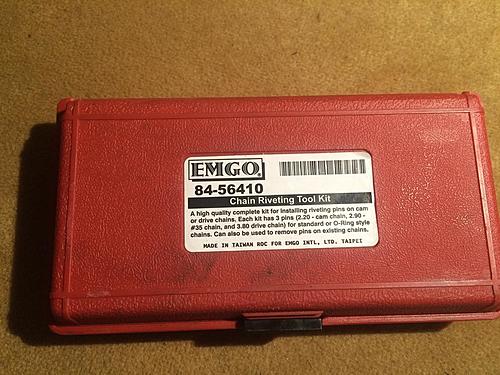 EMGO.
84-56410
Chain Riveting Tool Kit
A high quality complete kit for installing riveting pins on cam
or drive chains. Each kit has 3 pins (2.20 - cam chain, 2.90 -
#35 chain, and 3.80 drive chain) for standard or O-Ring style
chains. Can also be used to remove pins on existing chains.
MADE IN TAIWAN ROC FOR EMGO INTL, LTD. TAIPEI